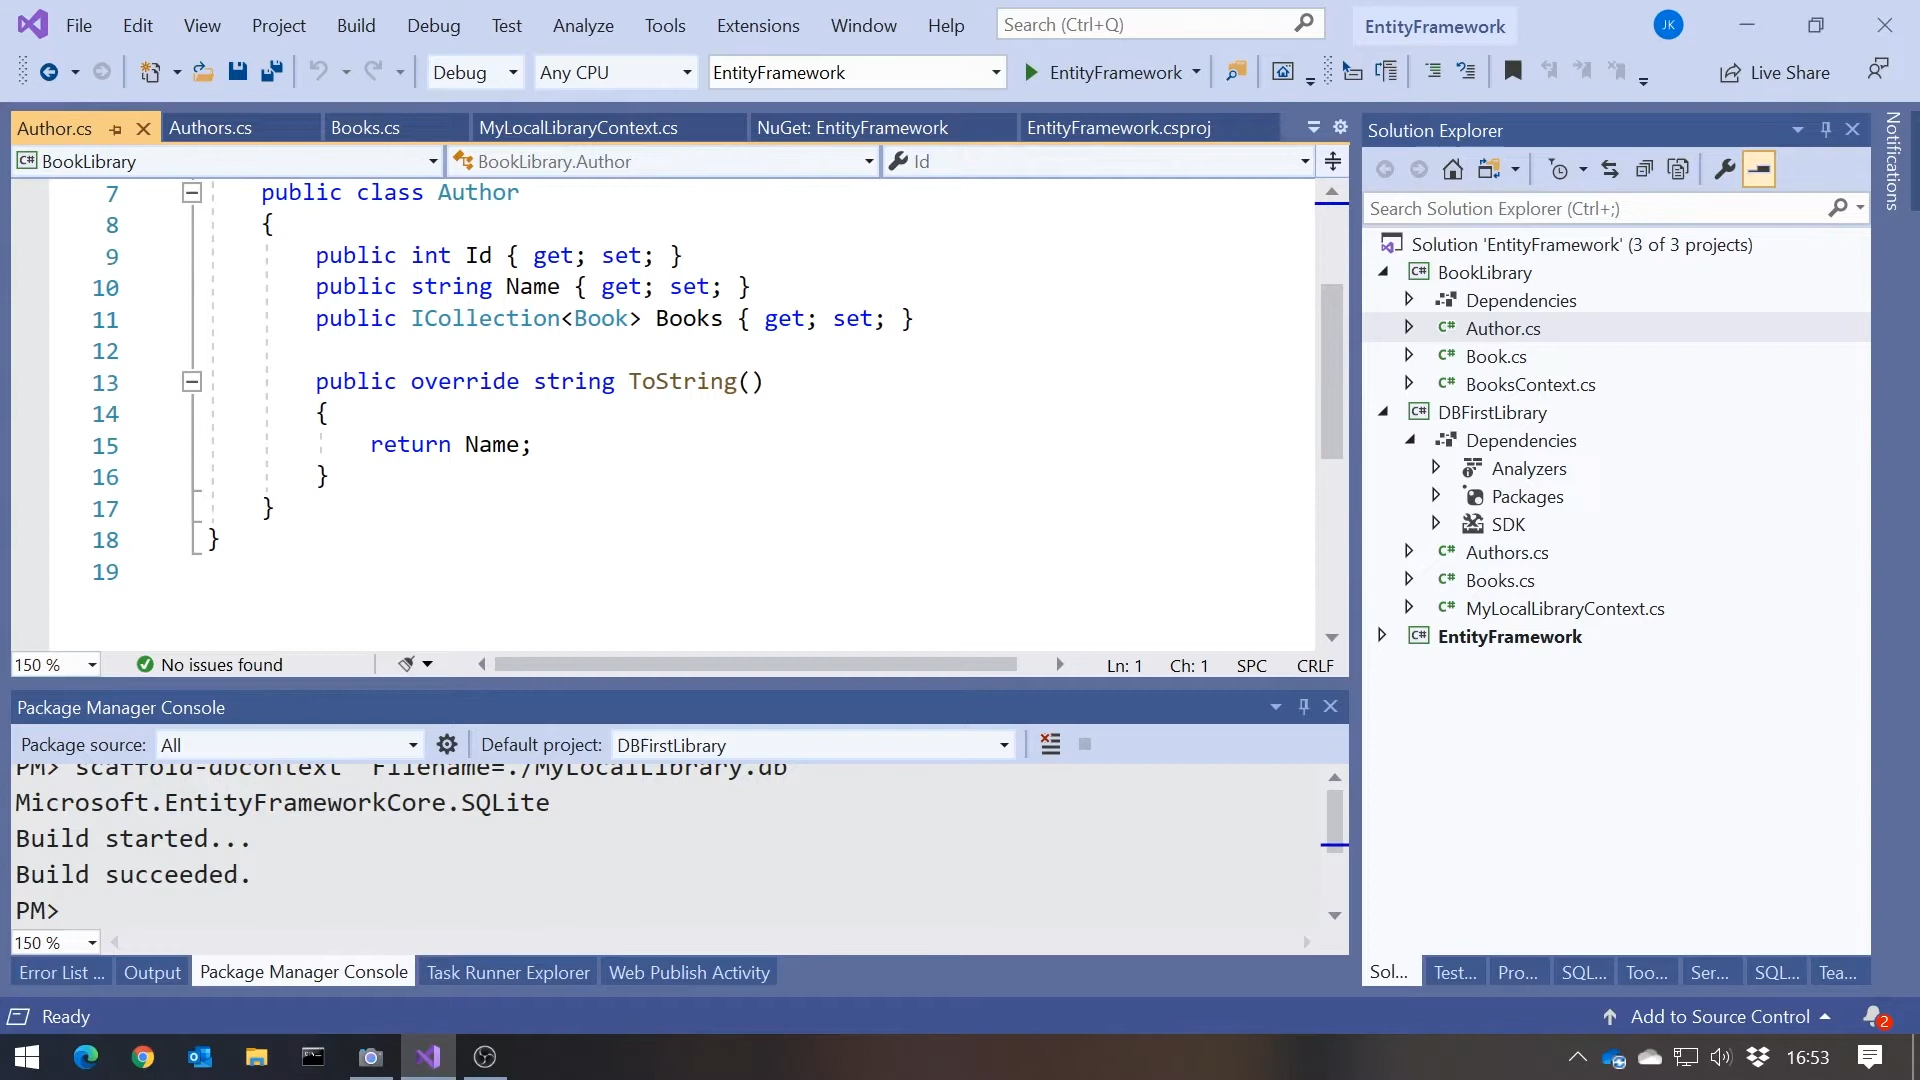 File Edit View Project Build Debug Test Analyze Tools Extensions Window Help Search (Ctrl+Q) EntityFramework JK
Debug Any CPU EntityFramework EntityFramework Live Share
Author.cs Authors.cs Books.cs MyLocalLibraryContext.cs NuGet: EntityFramework EntityFramework.csproj
C# BookLibrary BookLibrary.Author Id
7 public class Author
8 {
9 public int Id { get; set; }
10 public string Name { get; set; }
11 public ICollection<Book> Books { get; set; }
12
13 public override string ToString()
14 {
15 return Name;
16 }
17 }
18 }
19
150 % No issues found Ln: 1 Ch: 1 SPC CRLF
Package Manager Console
Package source: All Default project: DBFirstLibrary
PM> scaffold-dbcontext "Filename=./MyLocalLibrary.db"
Microsoft.EntityFrameworkCore.SQLite
Build started...
Build succeeded.
PM>
150 %
Error List ... Output Package Manager Console Task Runner Explorer Web Publish Activity
Solution Explorer
Search Solution Explorer (Ctrl+;)
Solution 'EntityFramework' (3 of 3 projects)
C# BookLibrary
Dependencies
C# Author.cs
C# Book.cs
C# BooksContext.cs
C# DBFirstLibrary
Dependencies
Analyzers
Packages
SDK
C# Authors.cs
C# Books.cs
C# MyLocalLibraryContext.cs
C# EntityFramework
Sol... Test... Pro... SQL... Too... Ser... SQL... Tea...
Notifications
Ready Add to Source Control 2
16:53